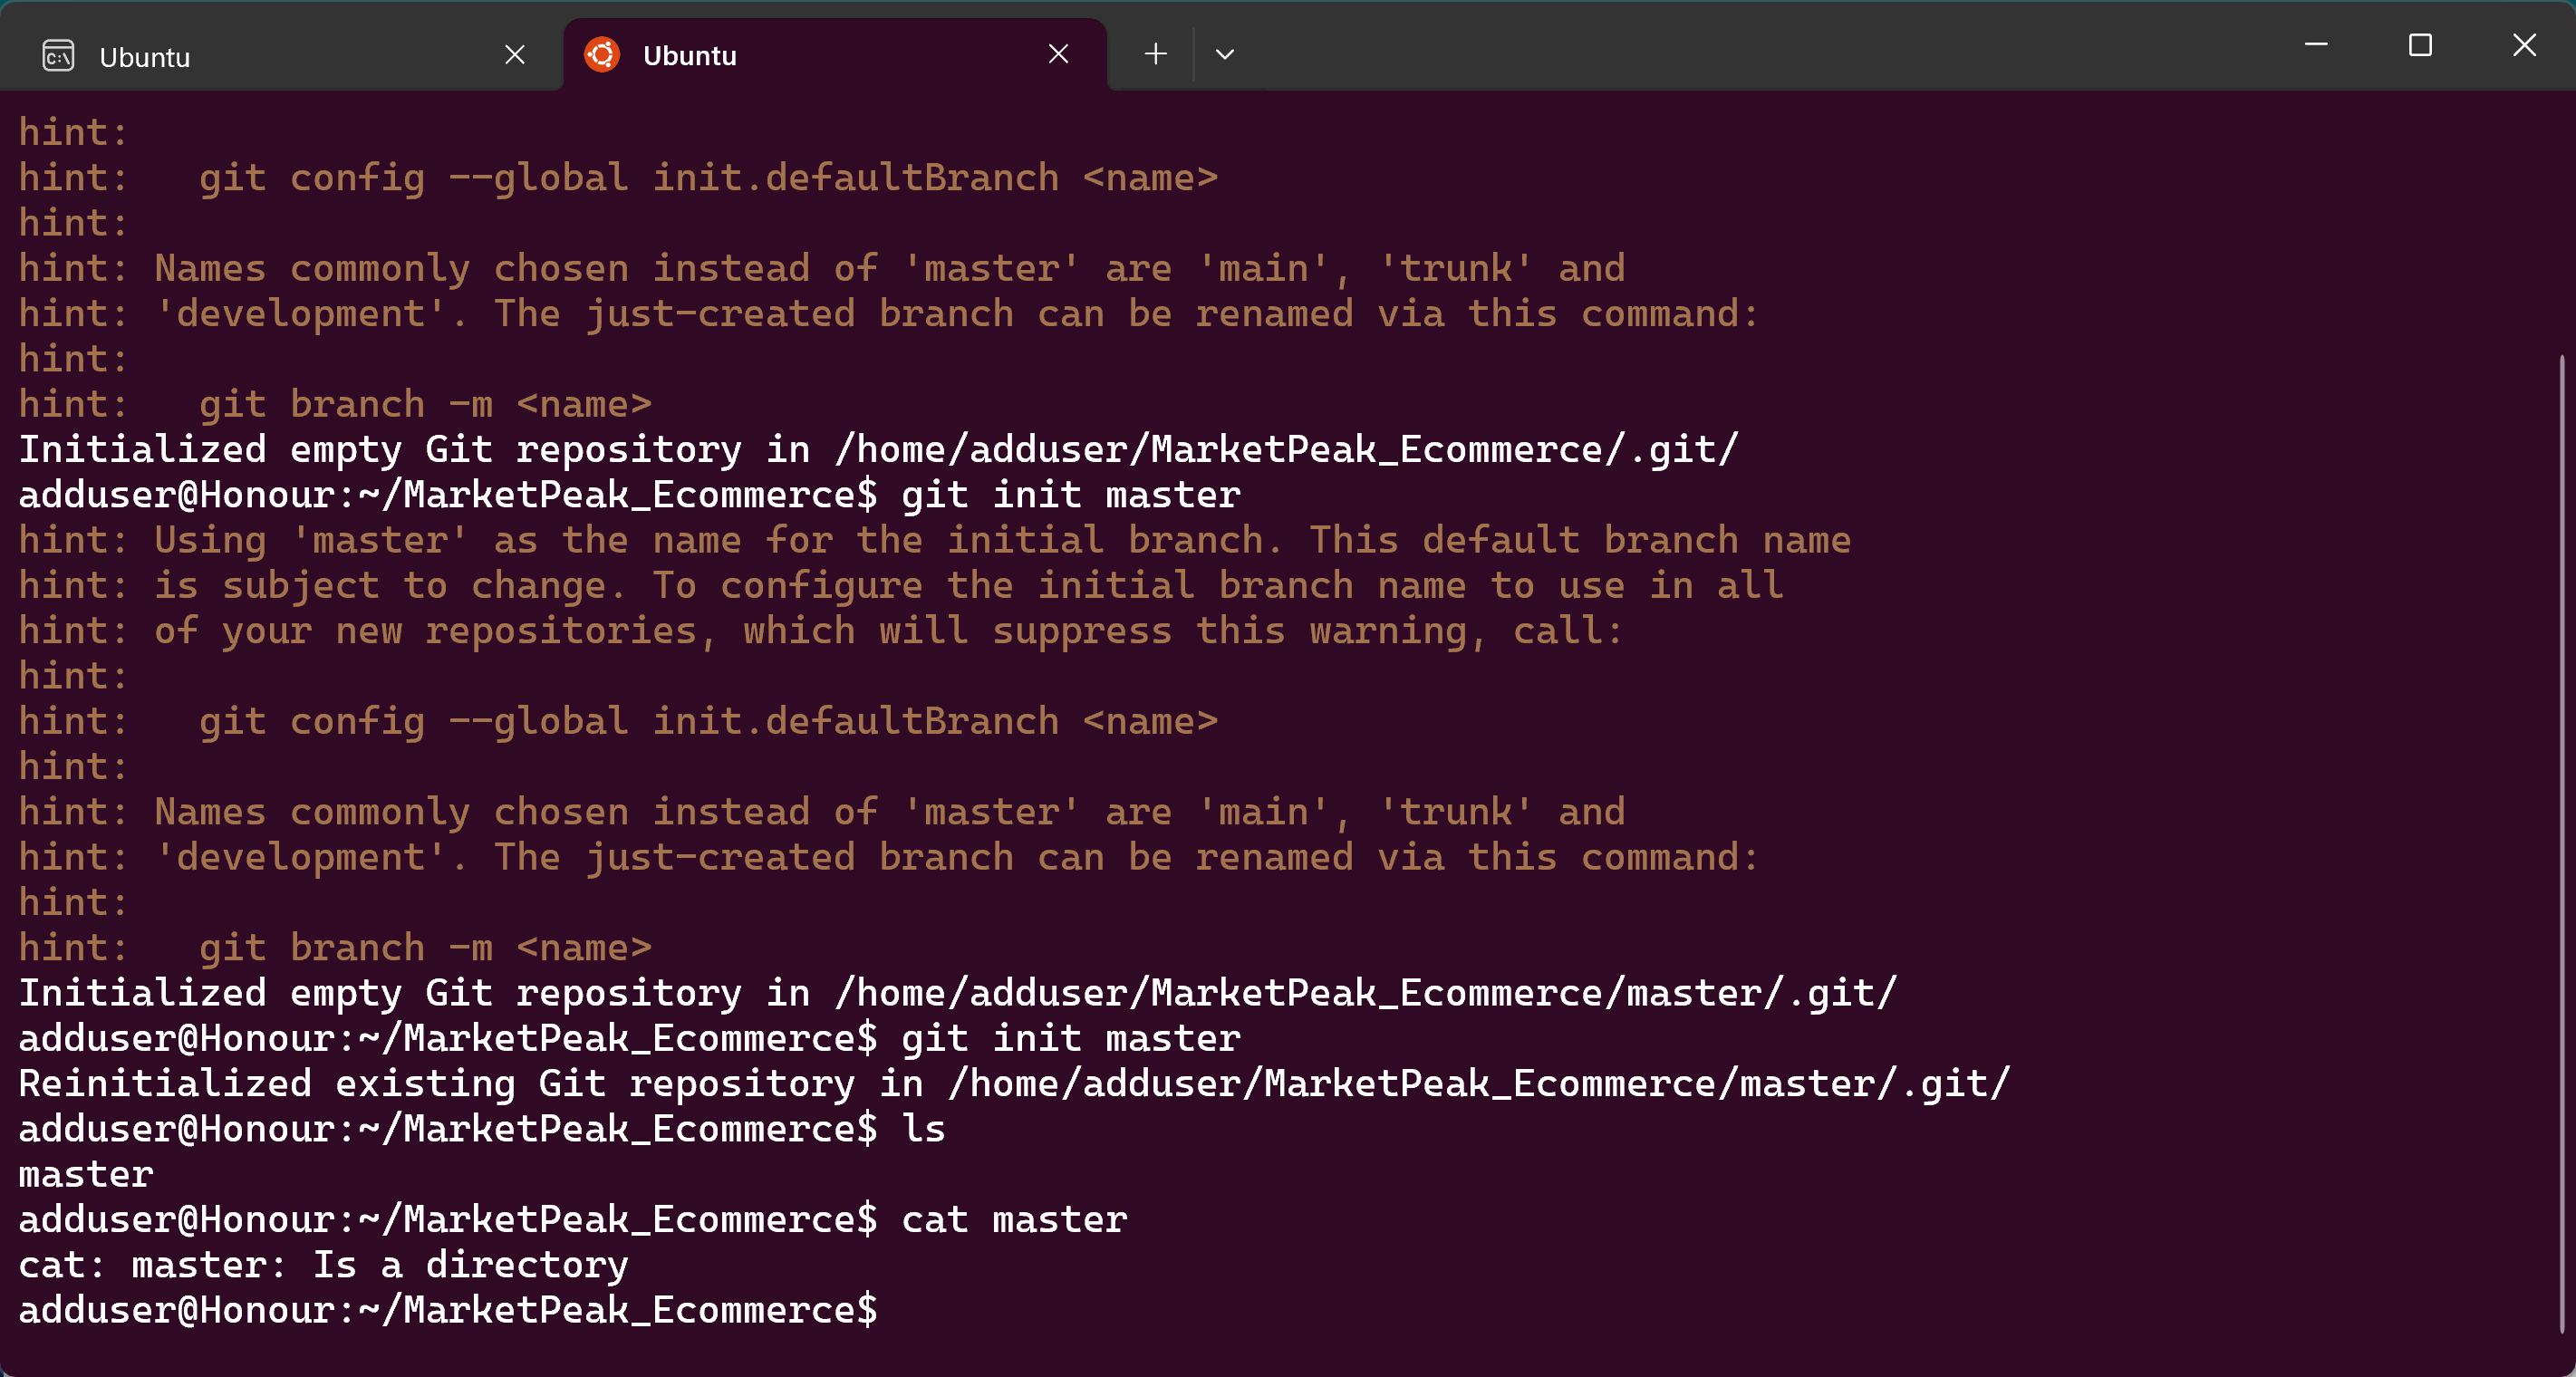 Ubuntu
Ubuntu
hint:
hint:   git config --global init.defaultBranch <name>
hint:
hint: Names commonly chosen instead of 'master' are 'main', 'trunk' and
hint: 'development'. The just-created branch can be renamed via this command:
hint:
hint:   git branch -m <name>
Initialized empty Git repository in /home/adduser/MarketPeak_Ecommerce/.git/
adduser@Honour:~/MarketPeak_Ecommerce$ git init master
hint: Using 'master' as the name for the initial branch. This default branch name
hint: is subject to change. To configure the initial branch name to use in all
hint: of your new repositories, which will suppress this warning, call:
hint:
hint:   git config --global init.defaultBranch <name>
hint:
hint: Names commonly chosen instead of 'master' are 'main', 'trunk' and
hint: 'development'. The just-created branch can be renamed via this command:
hint:
hint:   git branch -m <name>
Initialized empty Git repository in /home/adduser/MarketPeak_Ecommerce/master/.git/
adduser@Honour:~/MarketPeak_Ecommerce$ git init master
Reinitialized existing Git repository in /home/adduser/MarketPeak_Ecommerce/master/.git/
adduser@Honour:~/MarketPeak_Ecommerce$ ls
master
adduser@Honour:~/MarketPeak_Ecommerce$ cat master
cat: master: Is a directory
adduser@Honour:~/MarketPeak_Ecommerce$